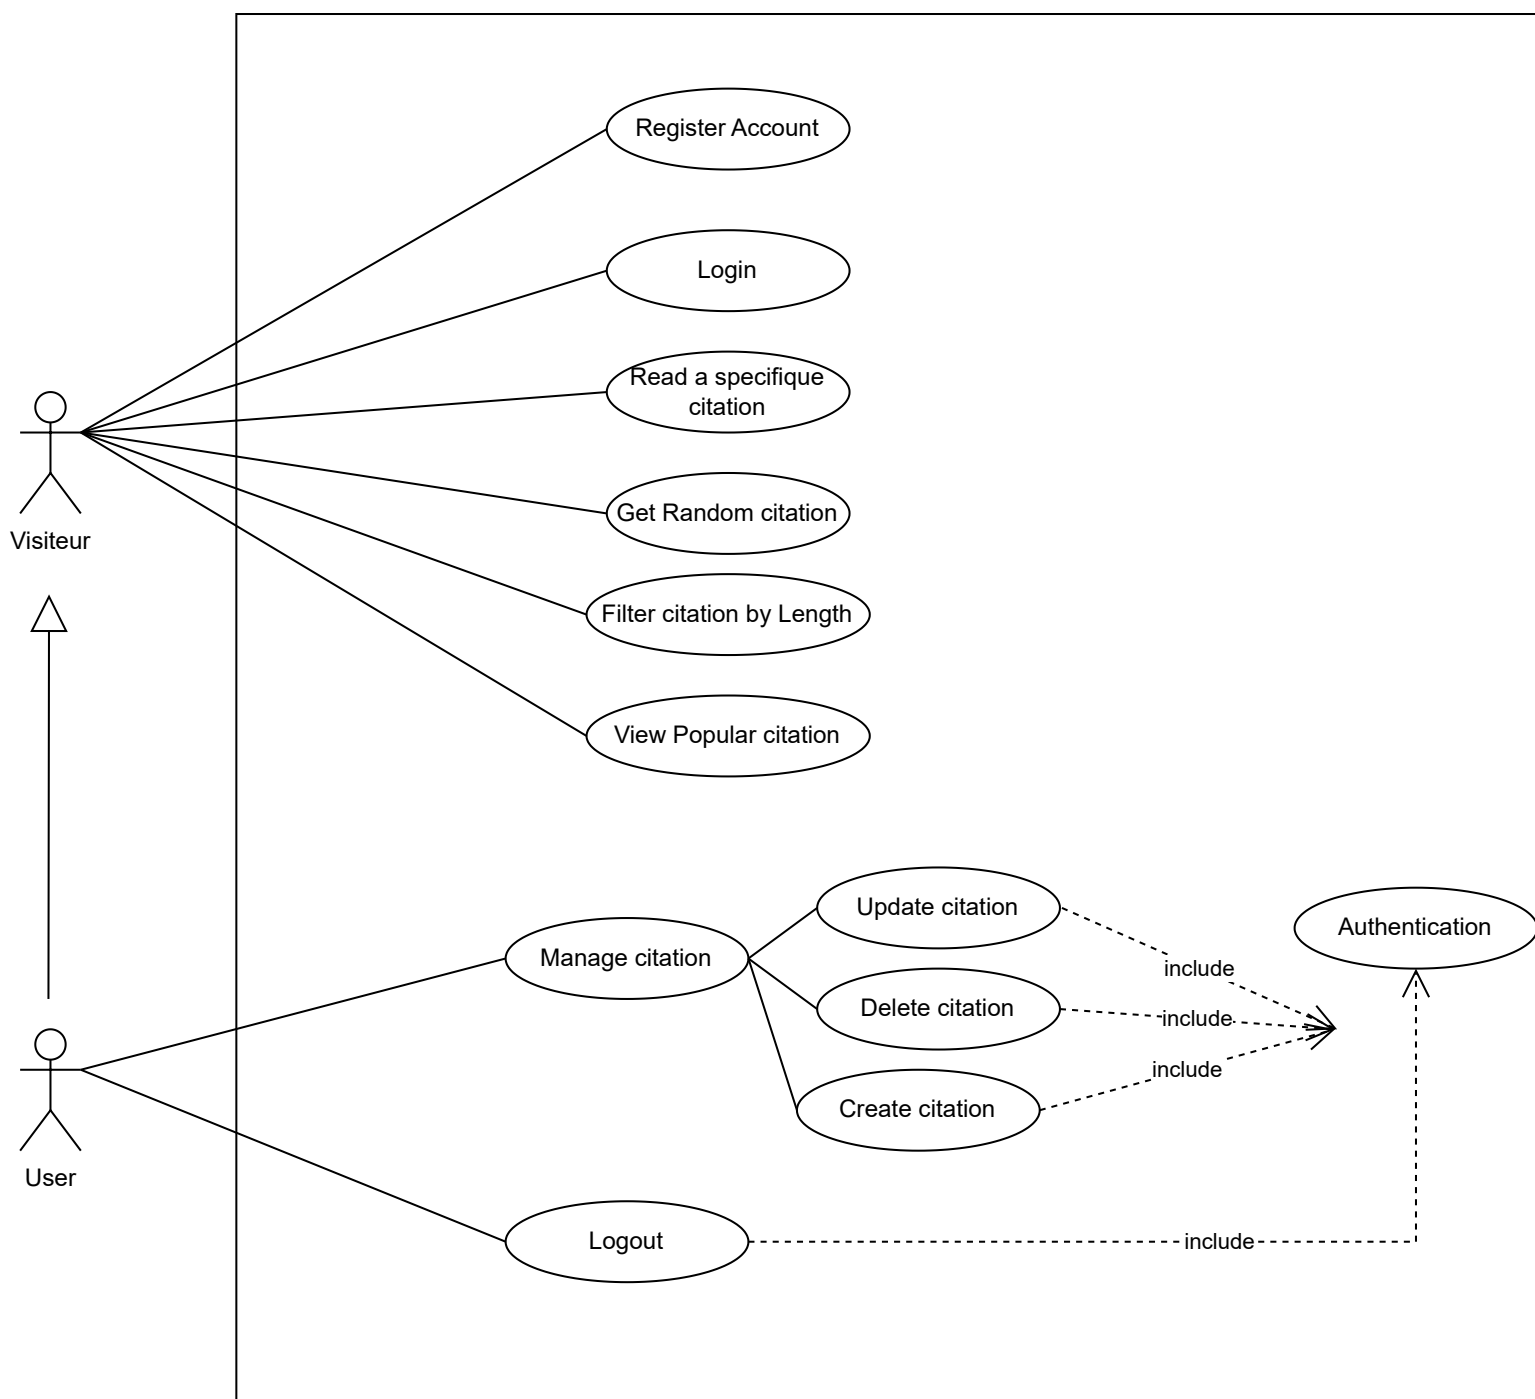 Register Account
Login
Read a specifique
citation
Get Random citation
Visiteur
Filter citation by Length
View Popular citation
Update citation
Authentication
Manage citation
include
Delete citation
include
include
Create citation
User
Logout
include